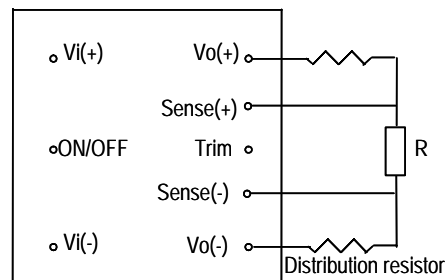 Vi(+) Vo(+)
Sense(+)
ON/OFF Trim R
Sense(-)
Vi(-) Vo(-)
Distribution resistor